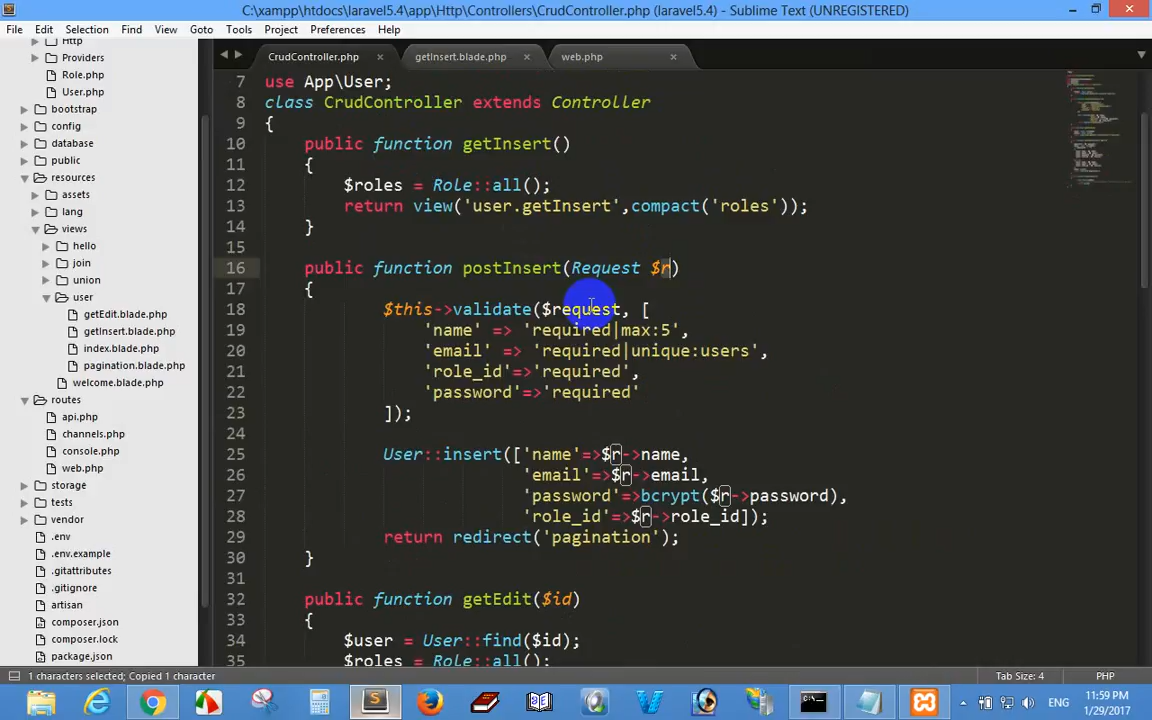 C:\xampp\htdocs\laravel5.4\app\Http\Controllers\CrudController.php (laravel5.4) - Sublime Text (UNREGISTERED)
File Edit Selection Find View Goto Tools Project Preferences Help
CrudController.php × getInsert.blade.php × web.php ×
Http
Providers
Role.php
User.php
bootstrap
config
database
public
resources
assets
lang
views
hello
join
union
user
getEdit.blade.php
getInsert.blade.php
index.blade.php
pagination.blade.php
welcome.blade.php
routes
api.php
channels.php
console.php
web.php
storage
tests
vendor
.env
.env.example
.gitattributes
.gitignore
artisan
composer.json
composer.lock
package.json
7 use App\User;
8 class CrudController extends Controller
9 {
10 public function getInsert()
11 {
12 $roles = Role::all();
13 return view('user.getInsert',compact('roles'));
14 }
15
16 public function postInsert(Request $r)
17 {
18 $this->validate($request, [
19 'name' => 'required|max:5',
20 'email' => 'required|unique:users',
21 'role_id'=>'required',
22 'password'=>'required'
23 ]);
24
25 User::insert(['name'=>$r->name,
26 'email'=>$r->email,
27 'password'=>bcrypt($r->password),
28 'role_id'=>$r->role_id]);
29 return redirect('pagination');
30 }
31
32 public function getEdit($id)
33 {
34 $user = User::find($id);
35 $roles = Role::all();
1 characters selected; Copied 1 character Tab Size: 4 PHP
ENG 11:59 PM
1/29/2017